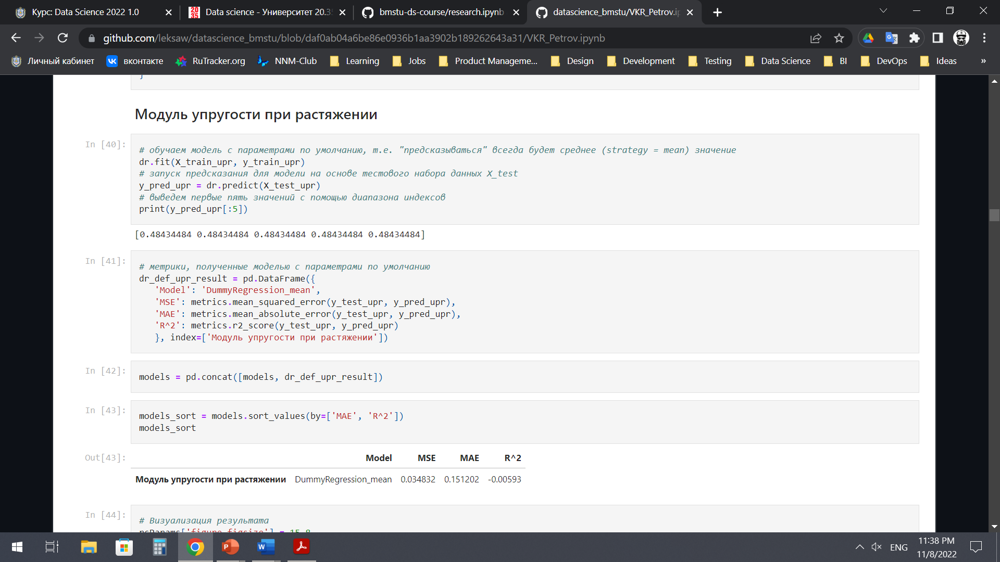 Курс: Data Science 2022 1.0
20 35
Data science - Университет 20.35
bmstu-ds-course/research.ipynb
datascience_bmstu/VKR_Petrov.ip
github.com/leksaw/datascience_bmstu/blob/daf0ab04a6be86e0936b1aa3902b189262643a31/VKR_Petrov.ipynb
Личный кабинет
вконтакте
RuTracker.org
NNM-Club
Learning
Jobs
Product Manageme...
Design
Development
Testing
Data Science
BI
DevOps
Ideas
»
}
Модуль упругости при растяжении
In [40]:
# обучаем модель с параметрами по умолчанию, т.е. "предсказываться" всегда будет среднее (strategy = mean) значение
dr.fit(X_train_upr, y_train_upr)
# запуск предсказания для модели на основе тестового набора данных X_test
y_pred_upr = dr.predict(X_test_upr)
# выведем первые пять значений с помощью диапазона индексов
print(y_pred_upr[:5])
[0.48434484 0.48434484 0.48434484 0.48434484 0.48434484]
In [41]:
# метрики, полученные моделью с параметрами по умолчанию
dr_def_upr_result = pd.DataFrame({
'Model': 'DummyRegression_mean',
'MSE': metrics.mean_squared_error(y_test_upr, y_pred_upr),
'MAE': metrics.mean_absolute_error(y_test_upr, y_pred_upr),
'R^2': metrics.r2_score(y_test_upr, y_pred_upr)
}, index=['Модуль упругости при растяжении'])
In [42]:
models = pd.concat([models, dr_def_upr_result])
In [43]:
models_sort = models.sort_values(by=['MAE', 'R^2'])
models_sort
Out[43]:
Model MSE MAE R^2
Модуль упругости при растяжении DummyRegression_mean 0.034832 0.151202 -0.00593
In [44]:
# Визуализация результата
rcParams['figure.figsize'] = 15,8
ENG
11:38 PM
11/8/2022